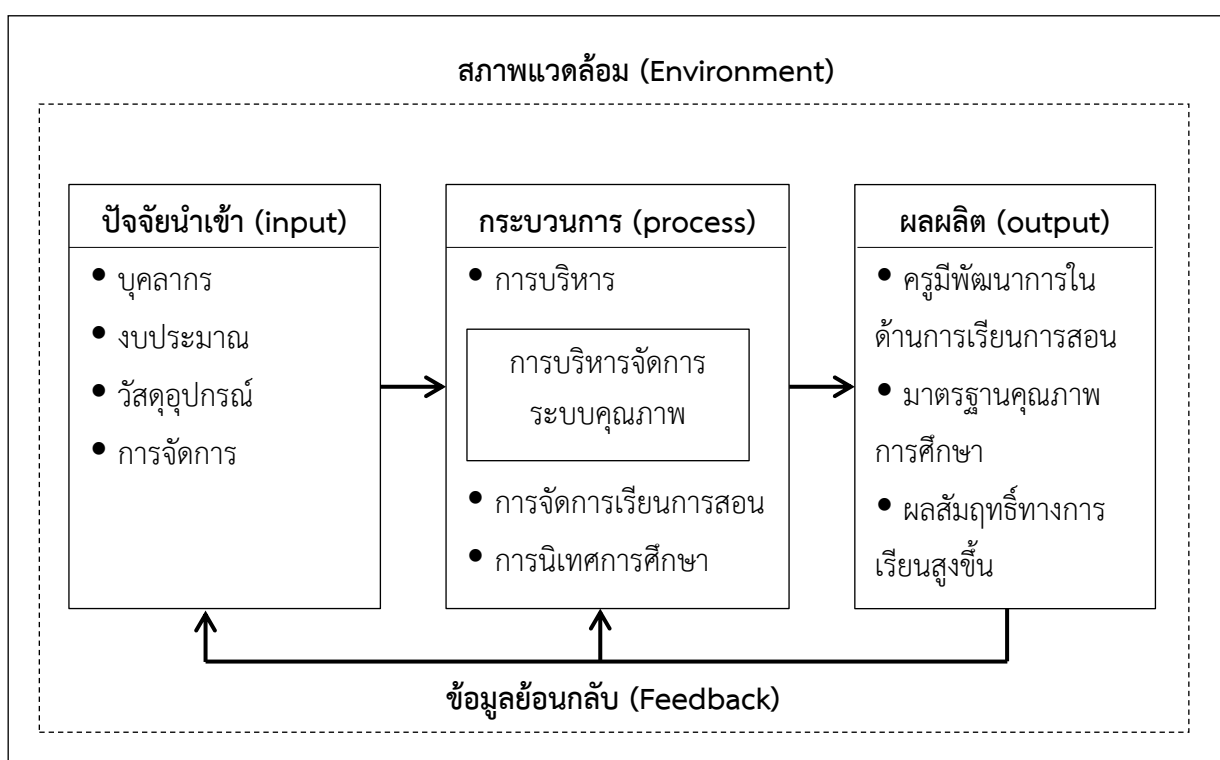 สภาพแวดล้อม (Environment)
ปัจจัยนำเข้า (input)
• บุคลากร
• งบประมาณ
• วัสดุอุปกรณ์
• การจัดการ
กระบวนการ (process)
• การบริหาร
การบริหารจัดการ
ระบบคุณภาพ
• การจัดการเรียนการสอน
• การนิเทศการศึกษา
ผลผลิต (output)
• ครูมีพัฒนาการใน
ด้านการเรียนการสอน
• มาตรฐานคุณภาพ
การศึกษา
• ผลสัมฤทธิ์ทางการ
เรียนสูงขึ้น
ข้อมูลย้อนกลับ (Feedback)